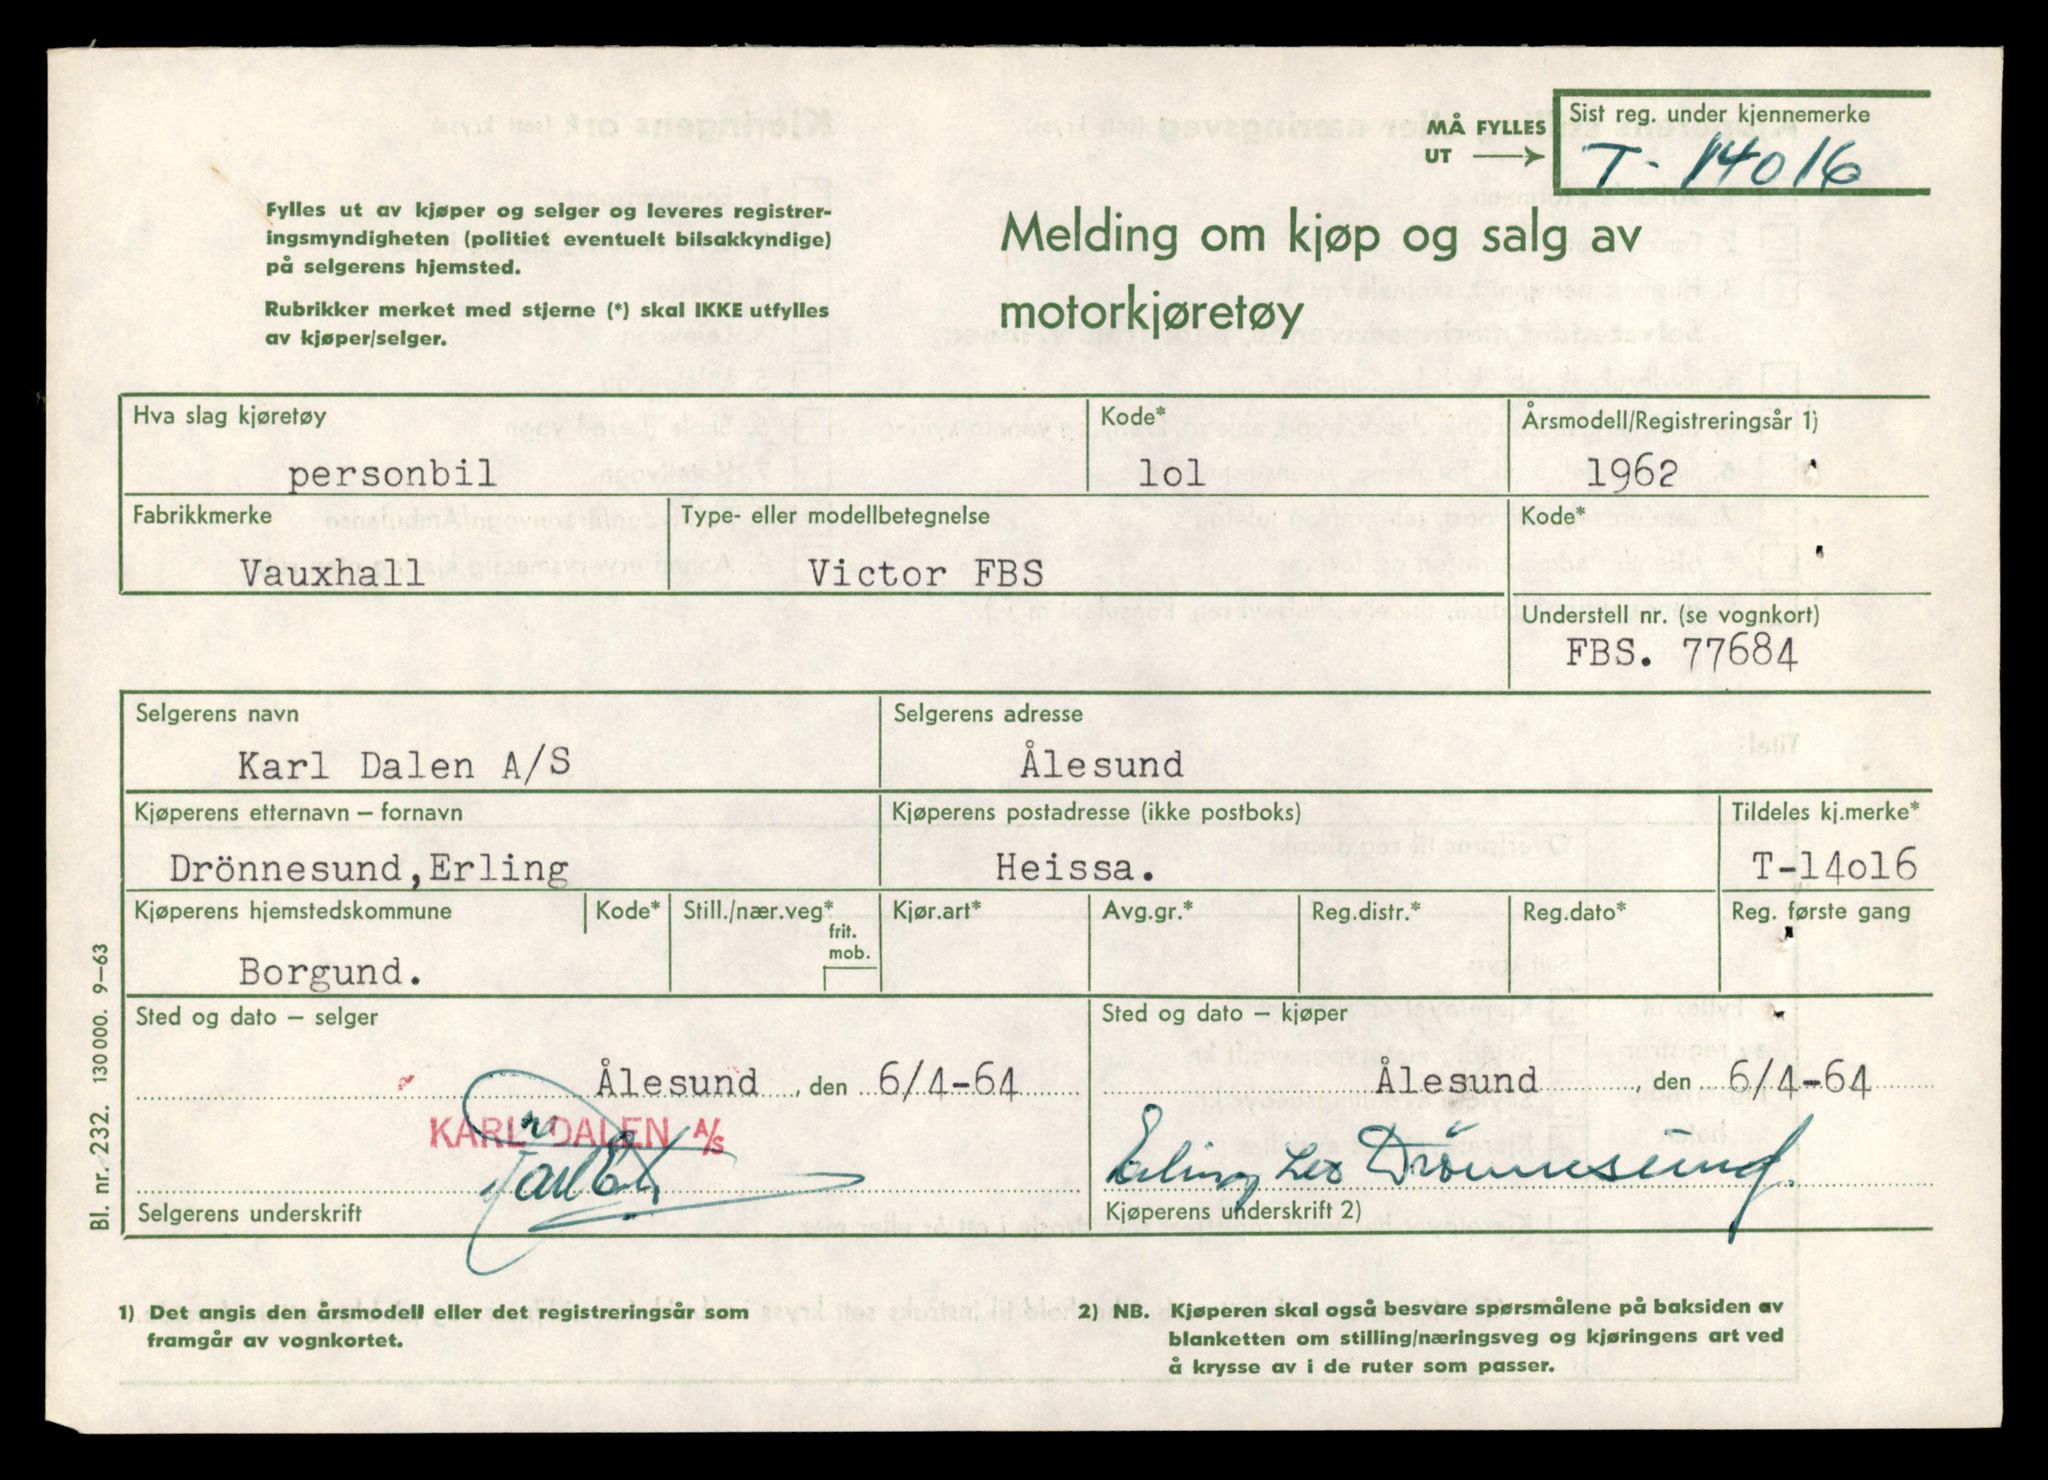 MÅ FYLLES
UT
Sist reg. under kjennemerke
T-14016
Fylles ut av kjøper og selger og leveres registrer-
ingsmyndigheten (politiet eventuelt bilsakkyndige)
på selgerens hjemsted.
Rubrikker merket med stjerne (*) skal IKKE utfylles
av kjøper/selger.
Melding om kjøp og salg av
motorkjøretøy
Hva slag kjøretøy
personbil
Kode*
lol
Årsmodell/Registreringsår 1)
1962
Fabrikkmerke
Vauxhall
Type- eller modellbetegnelse
Victor FBS
Kode*
Understell nr. (se vognkort)
FBS. 77684
Selgerens navn
Karl Dalen A/S
Selgerens adresse
Ålesund
Kjøperens etternavn – fornavn
Drönnesund,Erling
Kjøperens postadresse (ikke postboks)
Heissa.
Tildeles kj.merke*
T-14o16
Kjøperens hjemstedskommune
Borgund.
Kode*
Still./nær.veg*
frit.
mob.
Kjør.art*
Avg.gr.*
Reg.distr.*
Reg.dato*
Reg. første gang
Sted og dato – selger
Ålesund , den 6/4-64
KARL DALEN A/S
Selgerens underskrift
Sted og dato – kjøper
Ålesund , den 6/4-64
Erling Drönnesund.
Kjøperens underskrift 2)
Bl. nr. 232. 130 000. 9–63
1) Det angis den årsmodell eller det registreringsår som
framgår av vognkortet.
2) NB. Kjøperen skal også besvare spørsmålene på baksiden av
blanketten om stilling/næringsveg og kjøringens art ved
å krysse av i de ruter som passer.